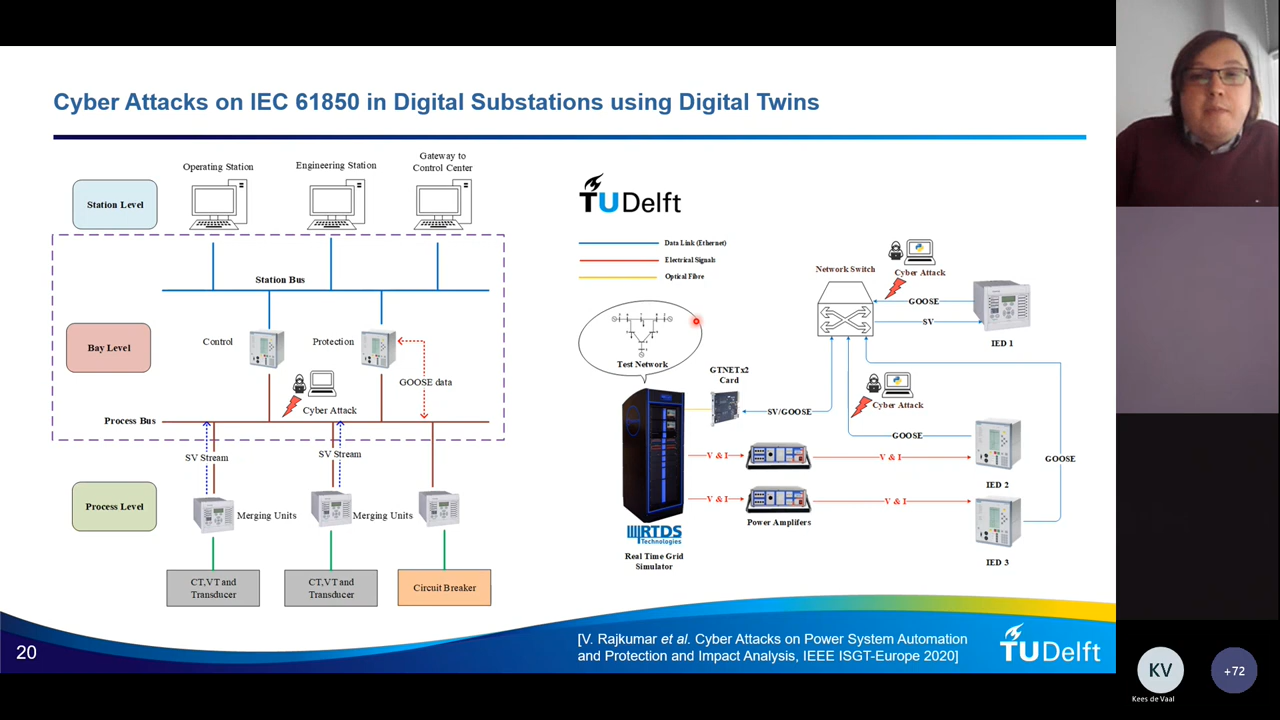 Cyber Attacks on IEC 61850 in Digital Substations using Digital Twins
Operating Station
Engineering Station
Gateway to
Control Center
Station Level
Station Bus
Bay Level
Control
Protection
GOOSE data
Cyber Attack
Process Bus
SV Stream
SV Stream
Process Level
Merging Units
Merging Units
CT,VT and
Transducer
CT,VT and
Transducer
Circuit Breaker
TUDelft
Data Link (Ethernet)
Electrical Signals
Optical Fibre
Network Switch
Cyber Attack
GOOSE
SV
IED 1
Test Network
GTNETx2
Card
SV/GOOSE
Cyber Attack
GOOSE
V & I
V & I
IED 2
GOOSE
V & I
V & I
Power Amplifers
IED 3
RTDS
Technologies
Real Time Grid
Simulator
20
[V. Rajkumar et al. Cyber Attacks on Power System Automation
and Protection and Impact Analysis, IEEE ISGT-Europe 2020]
TUDelft
KV
Kees de Vaal
+72